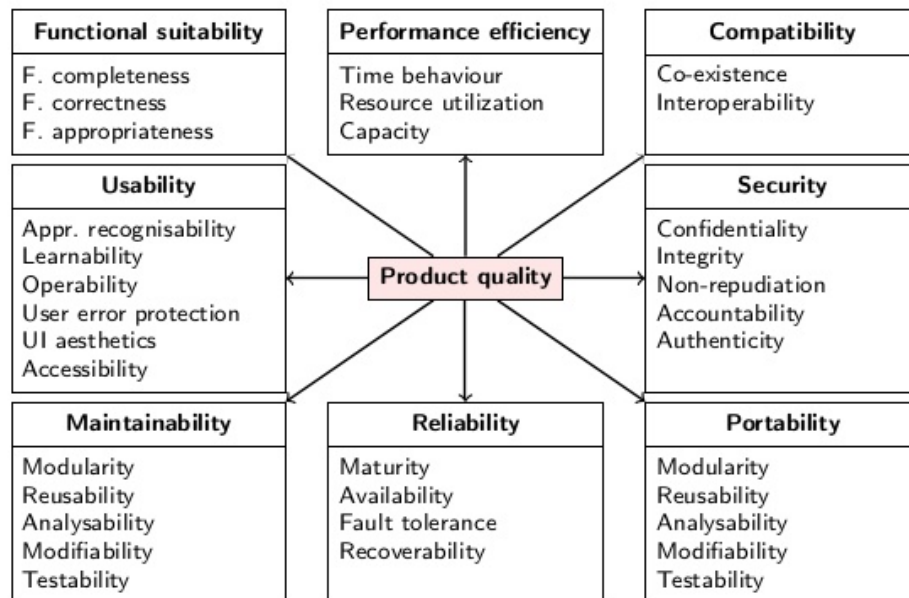 Functional suitability
F. completeness
F. correctness
F. appropriateness
Performance efficiency
Time behaviour
Resource utilization
Capacity
Compatibility
Co-existence
Interoperability
Usability
Appr. recognisability
Learnability
Operability
User error protection
UI aesthetics
Accessibility
Product quality
Security
Confidentiality
Integrity
Non-repudiation
Accountability
Authenticity
Maintainability
Modularity
Reusability
Analysability
Modifiability
Testability
Reliability
Maturity
Availability
Fault tolerance
Recoverability
Portability
Modularity
Reusability
Analysability
Modifiability
Testability